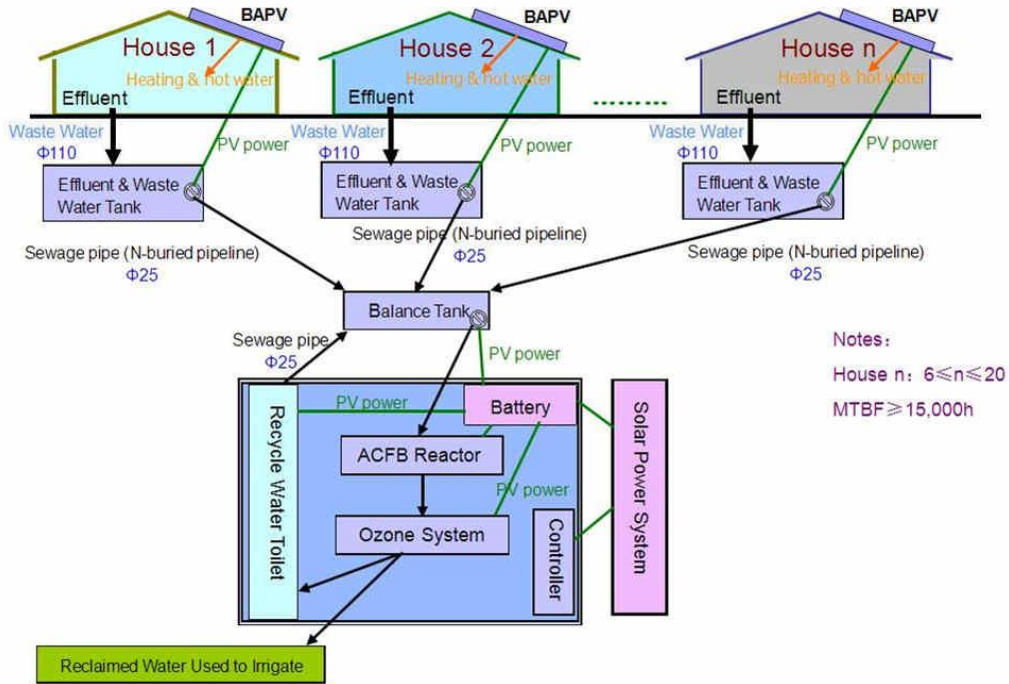 BAPV
BAPV
BAPV
House 1
House 2
House n
Heating & hot water
Heating & hot water
Heating & hot water
Effluent
Effluent
Effluent
Waste Water
Φ110
PV power
Waste Water
Φ110
PV power
Waste Water
Φ110
PV power
Effluent & Waste
Water Tank
Effluent & Waste
Water Tank
Effluent & Waste
Water Tank
Sewage pipe (N-buried pipeline)
Φ25
Sewage pipe (N-buried pipeline)
Φ25
Sewage pipe (N-buried pipeline)
Φ25
Balance Tank
Sewage pipe
Φ25
PV power
Notes：
House n：6≤n≤20
MTBF≥15,000h
Recycle Water Toilet
PV power
Battery
ACFB Reactor
PV power
Ozone System
Controller
Solar Power System
Reclaimed Water Used to Irrigate